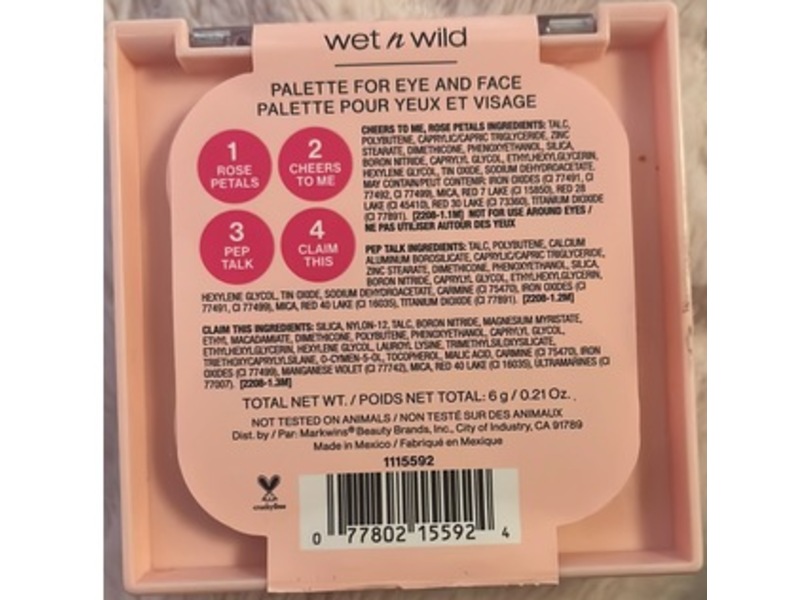 wet n wild
PALETTE FOR EYE AND FACE
PALETTE POUR YEUX ET VISAGE
1
ROSE
PETALS
2
CHEERS
TO ME
3
PEP
TALK
4
CLAIM
THIS
CHEERS TO ME, ROSE PETALS INGREDIENTS: TALC,
POLYBUTENE, CAPRYLIC/CAPRIC TRIGLYCERIDE, ZINC
STEARATE, DIMETHICONE, PHENOXYETHANOL, SILICA,
BORON NITRIDE, CAPRYLYL GLYCOL, ETHYLHEXYLGLYCERIN,
HEXYLENE GLYCOL, TIN OXIDE, SODIUM DEHYDROACETATE,
MAY CONTAIN/PEUT CONTENIR: IRON OXIDES (CI 77491, CI
77492, CI 77499), MICA, RED 7 LAKE (CI 15850), RED 28
LAKE (CI 45410), RED 30 LAKE (CI 73360), TITANIUM DIOXIDE
(CI 77891). [2208-1.1M] NOT FOR USE AROUND EYES /
NE PAS UTILISER AUTOUR DES YEUX
PEP TALK INGREDIENTS: TALC, POLYBUTENE, CALCIUM
ALUMINUM BOROSILICATE, CAPRYLIC/CAPRIC TRIGLYCERIDE,
ZINC STEARATE, DIMETHICONE, PHENOXYETHANOL, SILICA,
BORON NITRIDE, CAPRYLYL GLYCOL, ETHYLHEXYLGLYCERIN,
HEXYLENE GLYCOL, TIN OXIDE, SODIUM DEHYDROACETATE, CARMINE (CI 75470), IRON OXIDES (CI
77491, CI 77499), MICA, RED 40 LAKE (CI 16035), TITANIUM DIOXIDE (CI 77891). [2208-1.2M]
CLAIM THIS INGREDIENTS: SILICA, NYLON-12, TALC, BORON NITRIDE, MAGNESIUM MYRISTATE,
ETHYL MACADAMIATE, DIMETHICONE, POLYBUTENE, PHENOXYETHANOL, CAPRYLYL GLYCOL,
ETHYLHEXYLGLYCERIN, HEXYLENE GLYCOL, LAUROYL LYSINE, TRIMETHYLSILOXYSILICATE,
TRIETHOXYCAPRYLYLSILANE, O-CYMEN-5-OL, TOCOPHEROL, MALIC ACID, CARMINE (CI 75470), IRON
OXIDES (CI 77499), MANGANESE VIOLET (CI 77742), MICA, RED 40 LAKE (CI 16035), ULTRAMARINES (CI
77007). [2208-1.3M]
TOTAL NET WT. / POIDS NET TOTAL: 6 g / 0.21 Oz.
NOT TESTED ON ANIMALS / NON TESTÉ SUR DES ANIMAUX
Dist. by / Par: Markwins® Beauty Brands, Inc., City of Industry, CA 91789
Made in Mexico / Fabriqué en Mexique
1115592
crueltyfree
0 77802 15592 4